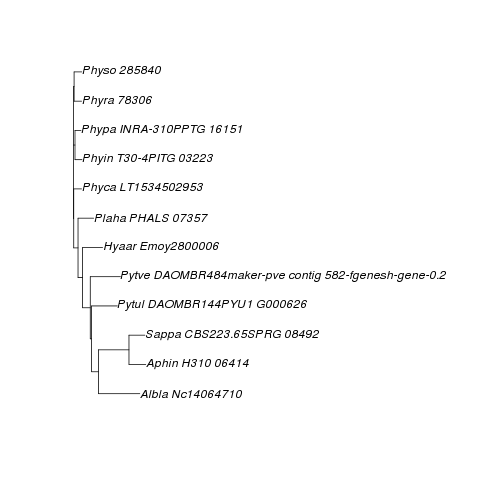 Physo 285840
Phyra 78306
Phypa INRA-310PPTG 16151
Phyin T30-4PITG 03223
Phyca LT1534502953
Plaha PHALS 07357
Hyaar Emoy2800006
Pytve DAOMBR484maker-pve contig 582-fgenesh-gene-0.2
Pytul DAOMBR144PYU1 G000626
Sappa CBS223.65SPRG 08492
Aphin H310 06414
Albla Nc14064710